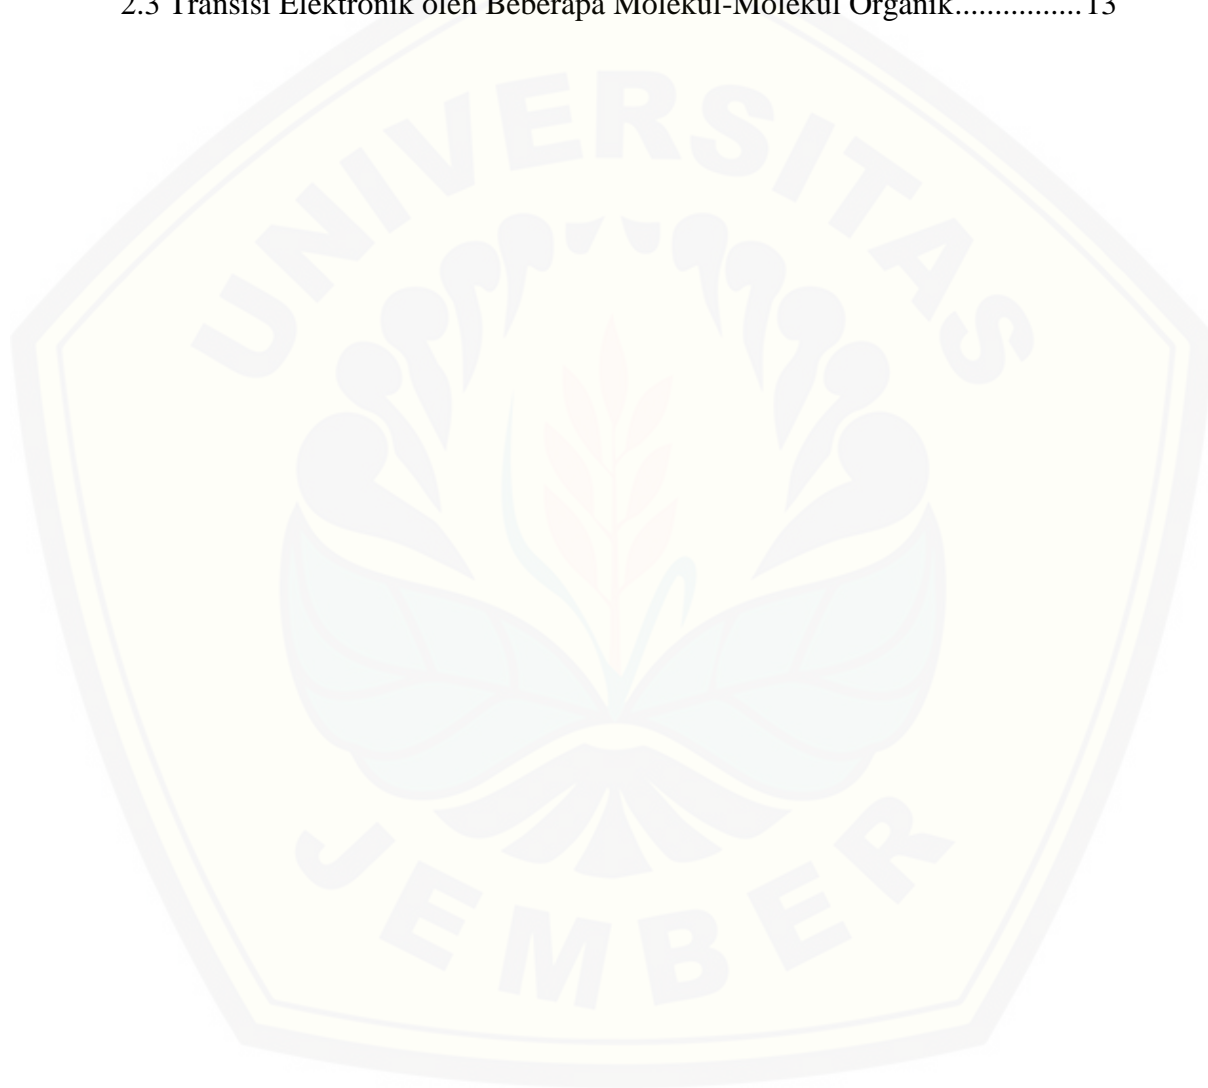 2.3 Transisi Elektronik oleh Beberapa Molekul-Molekul Organik................13
UNIVERSITAS
JEMBER